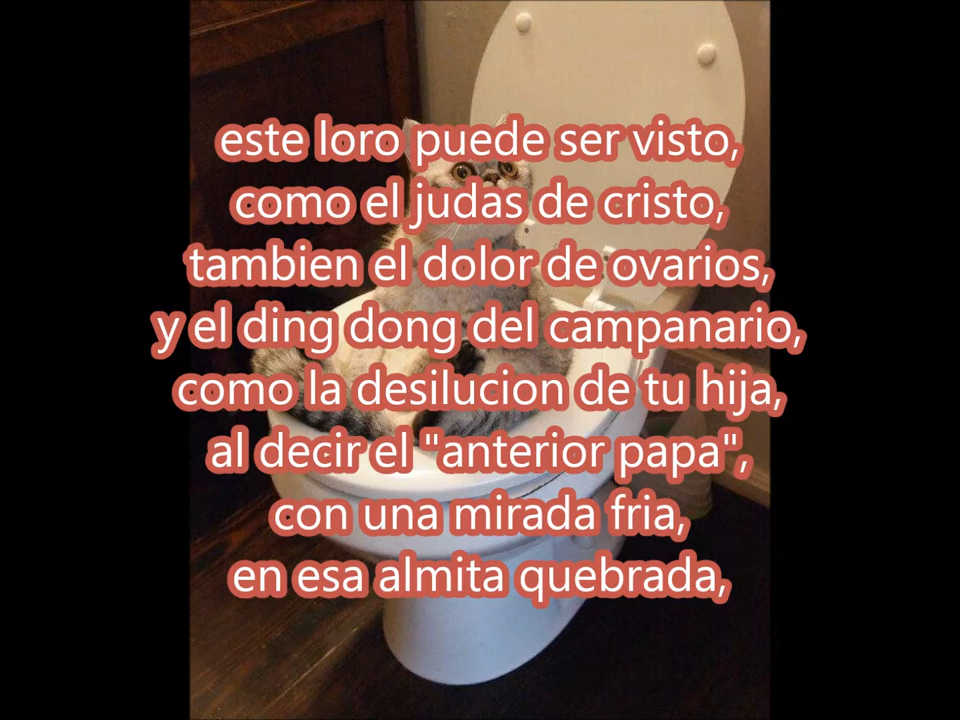 este loro puede ser visto,
como el judas de cristo,
tambien el dolor de ovarios,
y el ding dong del campanario,
como la desilucion de tu hija,
al decir el "anterior papa",
con una mirada fria,
en esa almita quebrada,